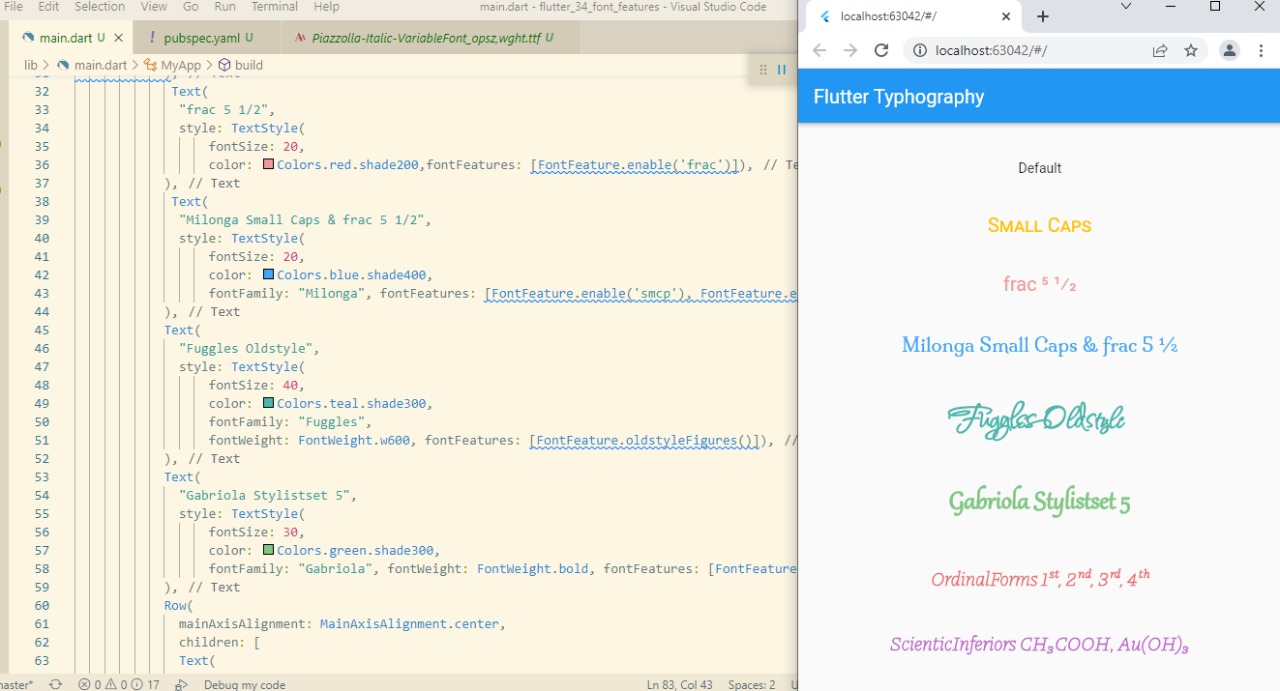 File Edit Selection View Go Run Terminal Help main.dart - flutter_34_font_features - Visual Studio Code
main.dart U pubspec.yaml U Piazzolla-Italic-VariableFont_opsz,wght.ttf U
lib > main.dart > MyApp > build
32 Text(
33 "frac 5 1/2",
34 style: TextStyle(
35 fontSize: 20,
36 color: Colors.red.shade200,fontFeatures: [FontFeature.enable('frac')]), // Te
37 ), // Text
38 Text(
39 "Milonga Small Caps & frac 5 1/2",
40 style: TextStyle(
41 fontSize: 20,
42 color: Colors.blue.shade400,
43 fontFamily: "Milonga", fontFeatures: [FontFeature.enable('smcp'), FontFeature.e
44 ), // Text
45 Text(
46 "Fuggles Oldstyle",
47 style: TextStyle(
48 fontSize: 40,
49 color: Colors.teal.shade300,
50 fontFamily: "Fuggles",
51 fontWeight: FontWeight.w600, fontFeatures: [FontFeature.oldstyleFigures()]), //
52 ), // Text
53 Text(
54 "Gabriola Stylistset 5",
55 style: TextStyle(
56 fontSize: 30,
57 color: Colors.green.shade300,
58 fontFamily: "Gabriola", fontWeight: FontWeight.bold, fontFeatures: [FontFeature
59 ), // Text
60 Row(
61 mainAxisAlignment: MainAxisAlignment.center,
62 children: [
63 Text(
master* 0 0 17 Debug my code Ln 83, Col 43 Spaces: 2
localhost:63042/#/
localhost:63042/#/
Flutter Typhography
Default
Small Caps
frac ⁵ ¹⁄₂
Milonga Small Caps & frac 5 ½
Fuggles Oldstyle
Gabriola Stylistset 5
OrdinalForms 1ˢᵗ, 2ⁿᵈ, 3ʳᵈ, 4ᵗʰ
ScienticInferiors CH₃COOH, Au(OH)₃